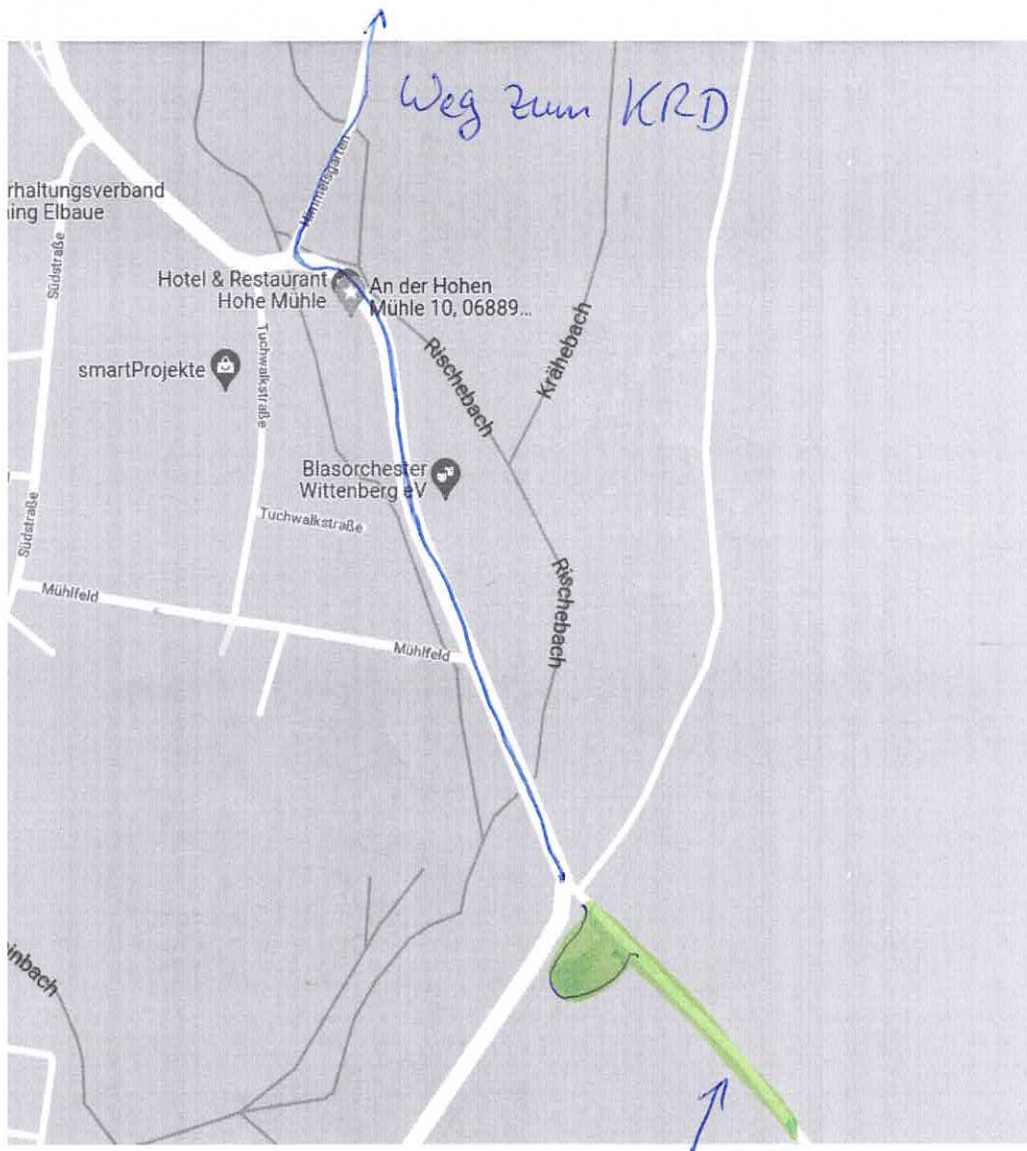 Weg zum KRD
Himmelsgarten
rhaltungsverband
ning Elbaue
Südstraße
Hotel & Restaurant
Hohe Mühle
An der Hohen
Mühle 10, 06889...
smartProjekte
Tuchwalkstraße
Rischebach
Krähebach
Blasorchester
Wittenberg eV
Tuchwalkstraße
Südstraße
Rischebach
Mühlfeld
Mühlfeld
inbach